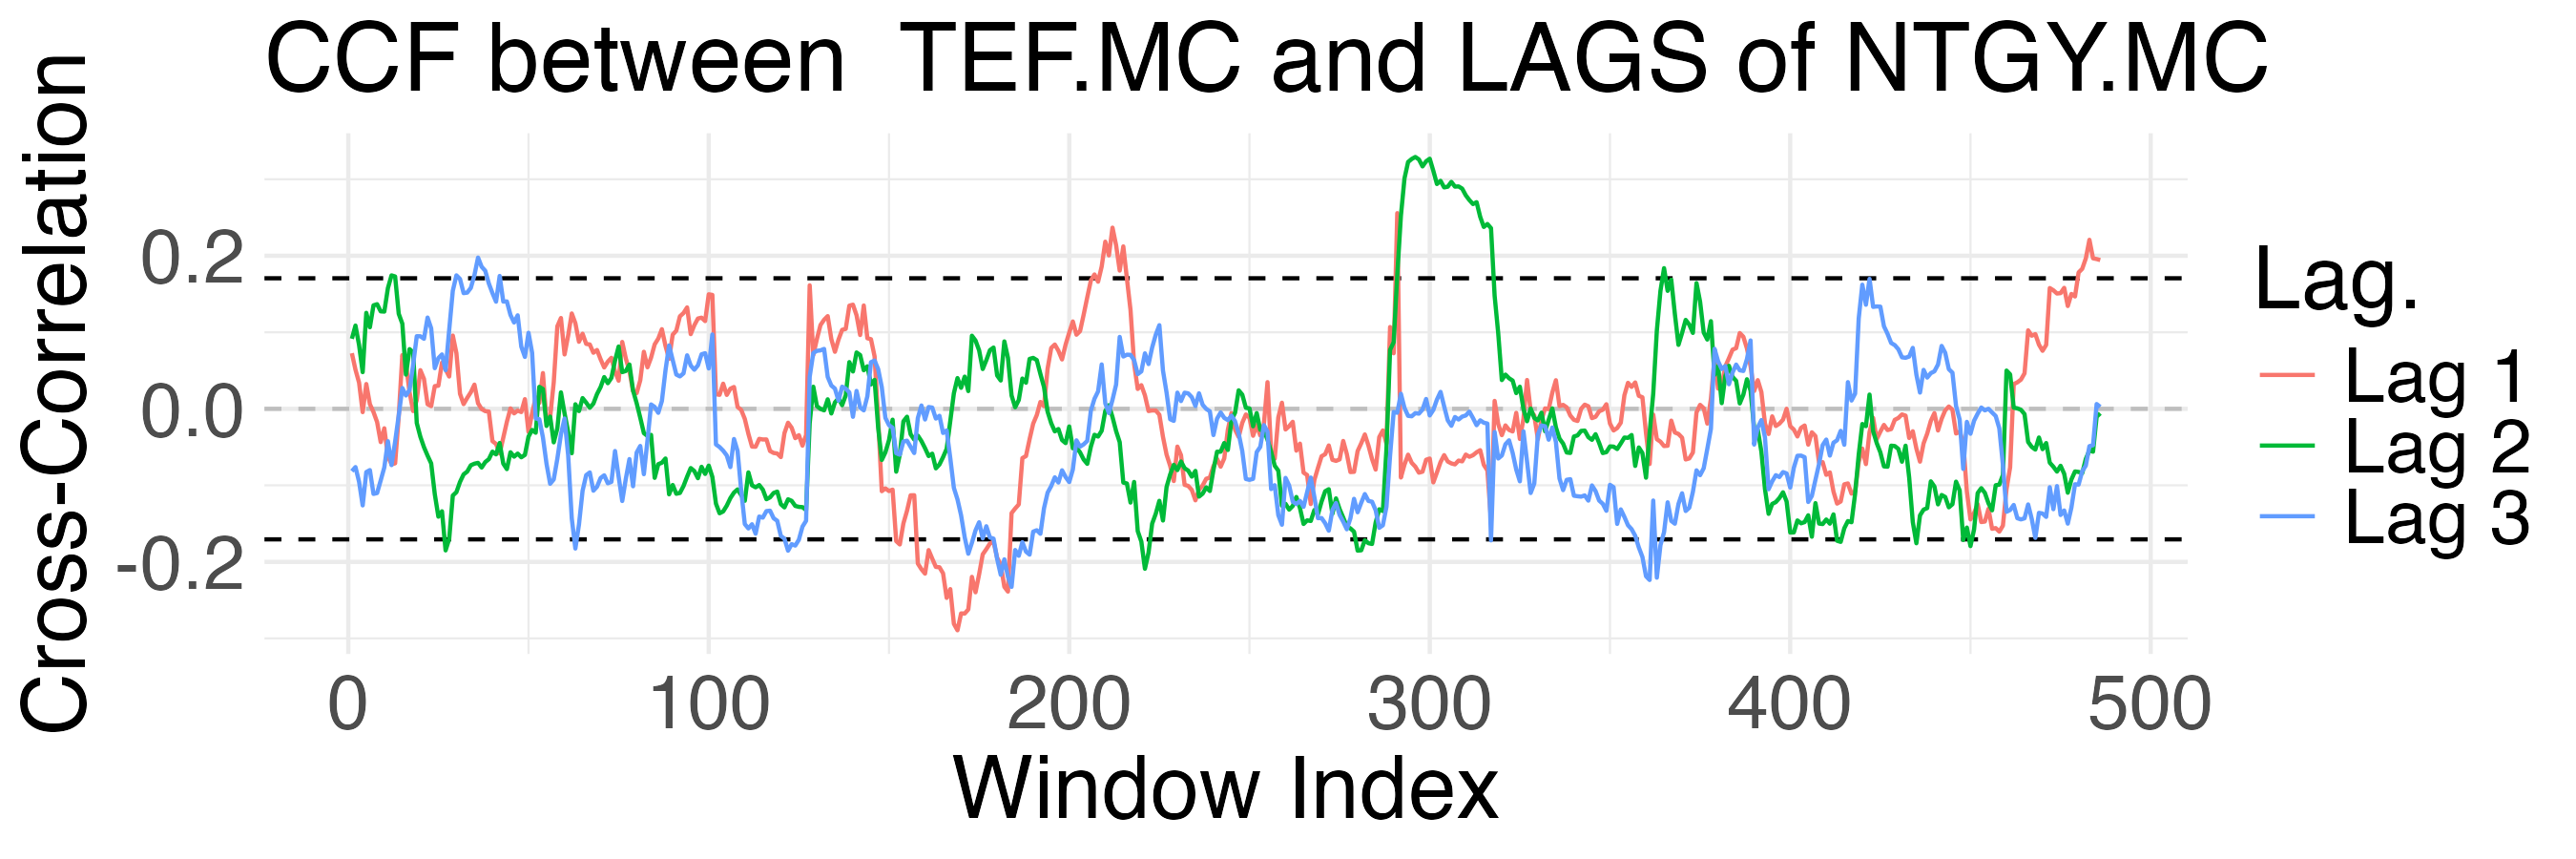 CCF between  TEF.MC and LAGS of NTGY.MC
Cross-Correlation
0.2
0.0
-0.2
0 100 200 300 400 500
Window Index
Lag.
Lag 1
Lag 2
Lag 3